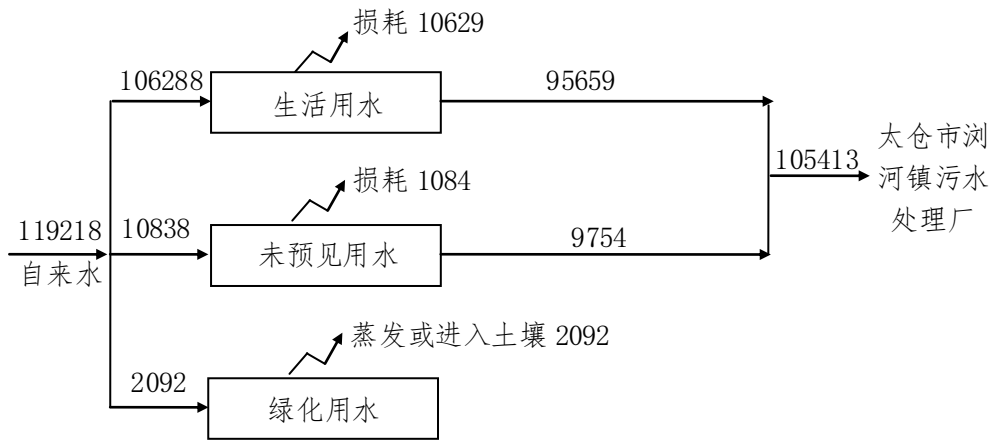 损耗 10629
106288
生活用水
95659
太仓市浏
河镇污水
处理厂
105413
损耗 1084
119218
自来水
10838
未预见用水
9754
蒸发或进入土壤 2092
2092
绿化用水